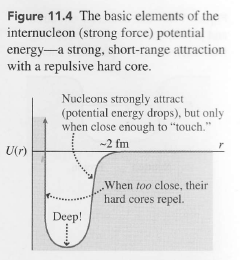 Figure 11.4 The basic elements of the
internucleon (strong force) potential
energy—a strong, short-range attraction
with a repulsive hard core.
Nucleons strongly attract
(potential energy drops), but only
when close enough to "touch."
U(r)
~2 fm
r
When too close, their
hard cores repel.
Deep!